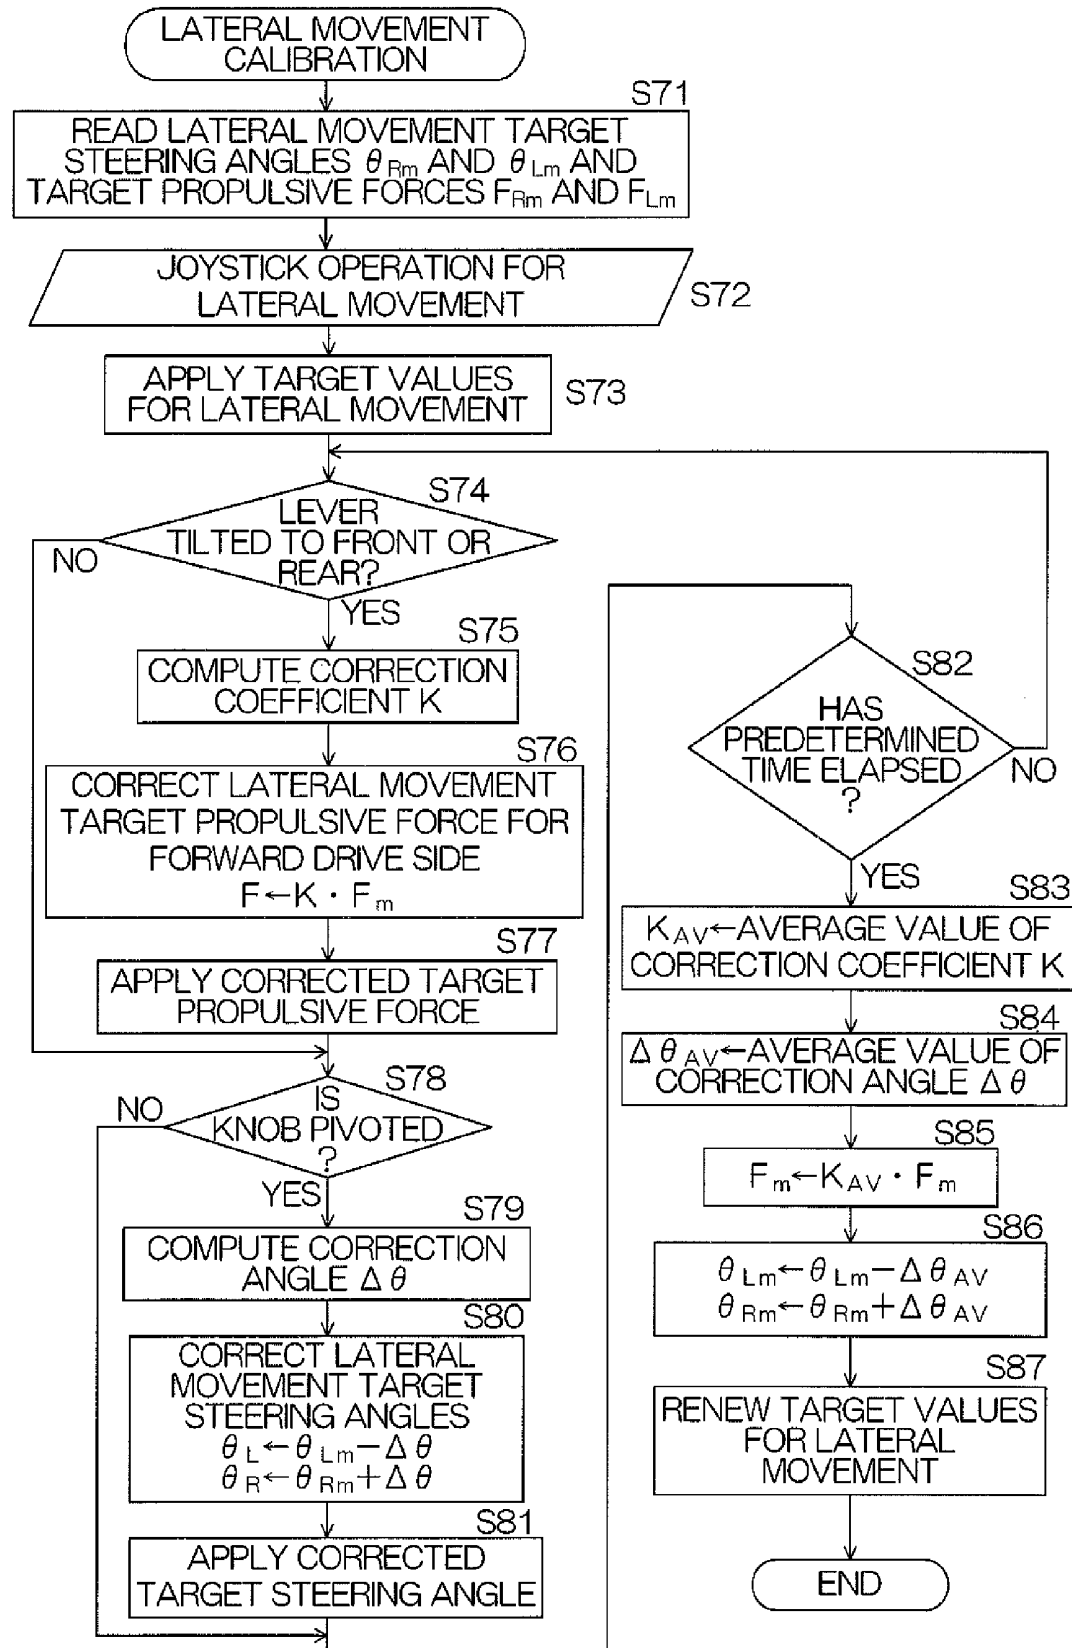 LATERAL MOVEMENT
CALIBRATION
S71
READ LATERAL MOVEMENT TARGET
STEERING ANGLES θRm AND θLm AND
TARGET PROPULSIVE FORCES FRm AND FLm
JOYSTICK OPERATION FOR
LATERAL MOVEMENT
S72
APPLY TARGET VALUES
FOR LATERAL MOVEMENT
S73
S74
LEVER
TILTED TO FRONT OR
REAR?
NO
YES
S75
COMPUTE CORRECTION
COEFFICIENT K
S76
CORRECT LATERAL MOVEMENT
TARGET PROPULSIVE FORCE FOR
FORWARD DRIVE SIDE
F←K · Fm
S77
APPLY CORRECTED TARGET
PROPULSIVE FORCE
S78
IS
KNOB PIVOTED
?
NO
YES
S79
COMPUTE CORRECTION
ANGLE Δθ
S80
CORRECT LATERAL
MOVEMENT TARGET
STEERING ANGLES
θL←θLm−Δθ
θR←θRm+Δθ
S81
APPLY CORRECTED
TARGET STEERING ANGLE
S82
HAS
PREDETERMINED
TIME ELAPSED
?
NO
YES
S83
KAV←AVERAGE VALUE OF
CORRECTION COEFFICIENT K
S84
ΔθAV←AVERAGE VALUE OF
CORRECTION ANGLE Δθ
S85
Fm←KAV · Fm
S86
θLm←θLm−ΔθAV
θRm←θRm+ΔθAV
S87
RENEW TARGET VALUES
FOR LATERAL
MOVEMENT
END